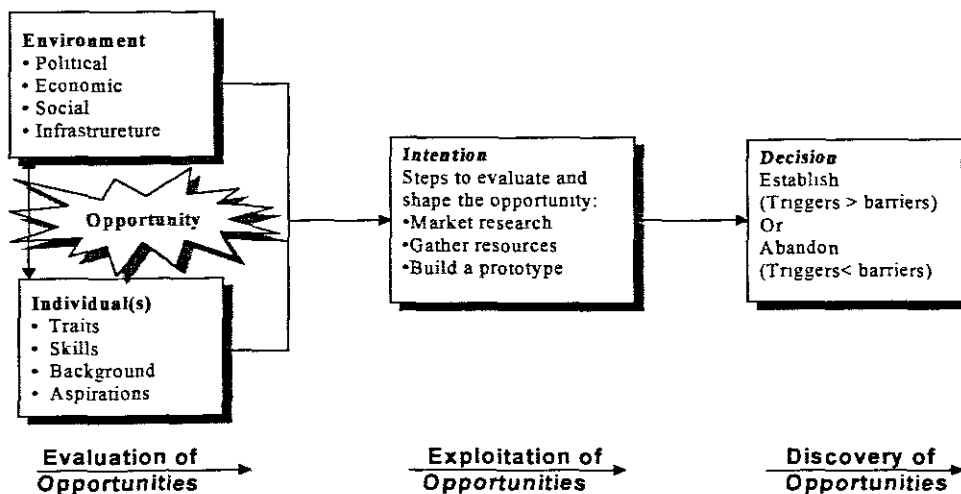 Environment
• Political
• Economic
• Social
• Infrastrureture
Opportunity
Individual(s)
• Traits
• Skills
• Background
• Aspirations
Intention
Steps to evaluate and
shape the opportunity:
•Market research
•Gather resources
•Build a prototype
Decision
Establish
(Triggers > barriers)
Or
Abandon
(Triggers< barriers)
Evaluation of
Opportunities
Exploitation of
Opportunities
Discovery of
Opportunities